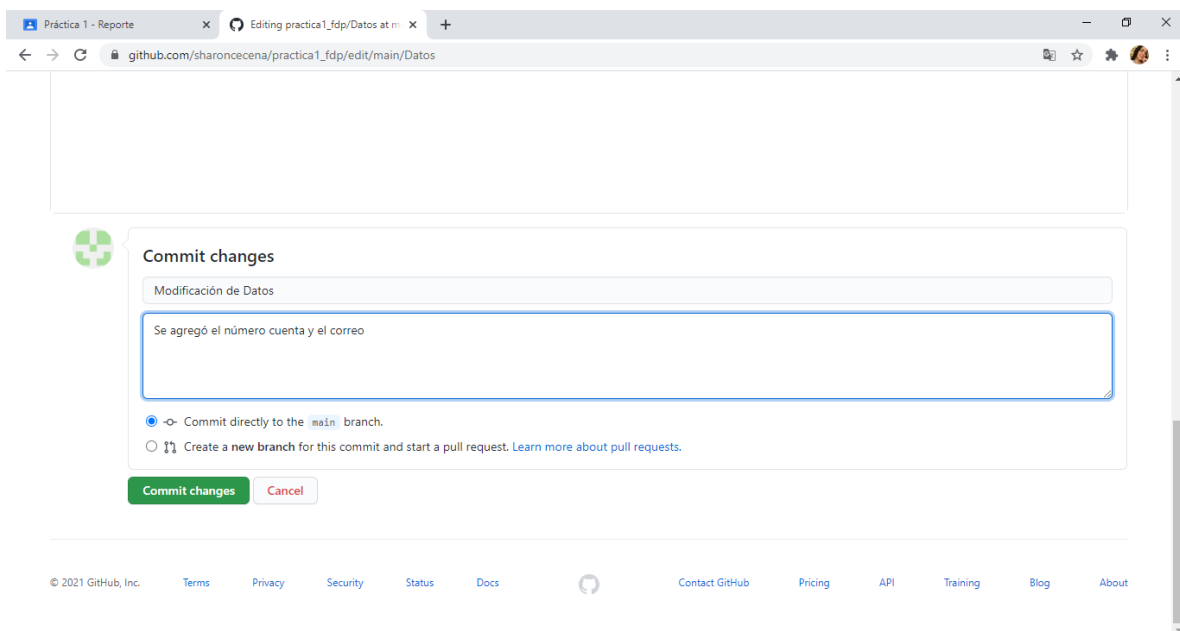 Práctica 1 - Reporte
Editing practica1_fdp/Datos at m
github.com/sharoncecena/practica1_fdp/edit/main/Datos
Commit changes
Modificación de Datos
Se agregó el número cuenta y el correo
Commit directly to the main branch.
Create a new branch for this commit and start a pull request. Learn more about pull requests.
Commit changes Cancel
© 2021 GitHub, Inc. Terms Privacy Security Status Docs Contact GitHub Pricing API Training Blog About